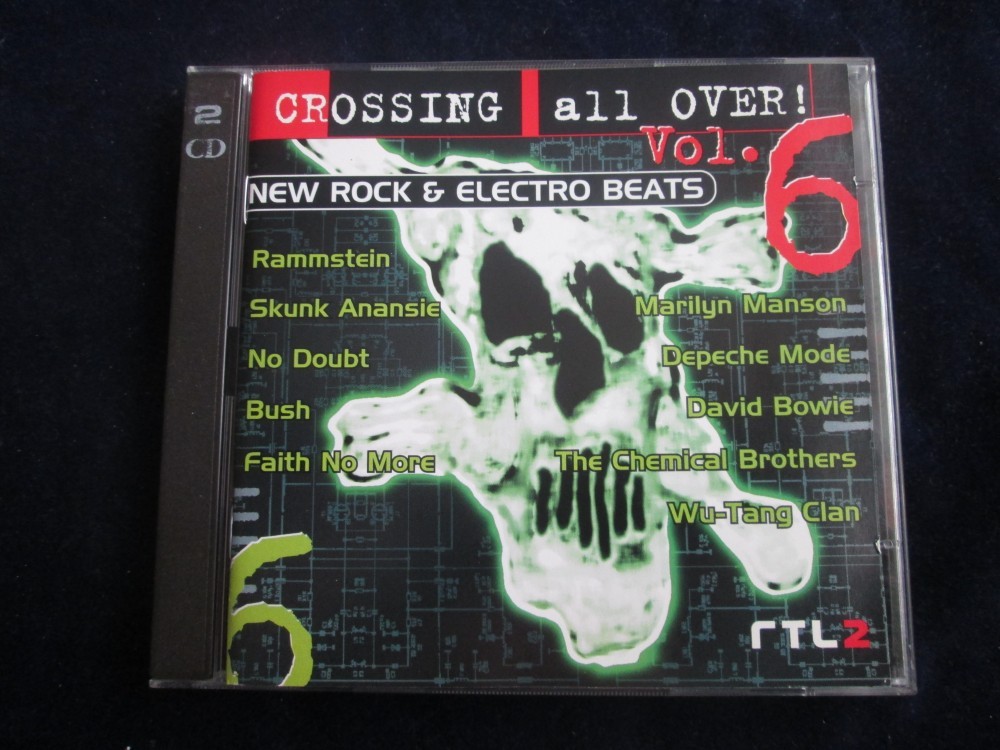 2
CD
CROSSING all OVER!
Vol. 6
NEW ROCK & ELECTRO BEATS
Rammstein
Skunk Anansie
No Doubt
Bush
Faith No More
Marilyn Manson
Depeche Mode
David Bowie
The Chemical Brothers
Wu-Tang Clan
6
rTL2